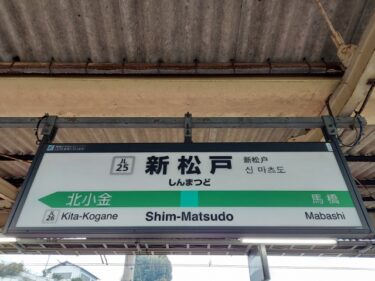 JL
25
新松戸
しんまつど
新松戸
신 마츠도
北小金
馬橋
JL
26
Kita-Kogane
Shim-Matsudo
Mabashi